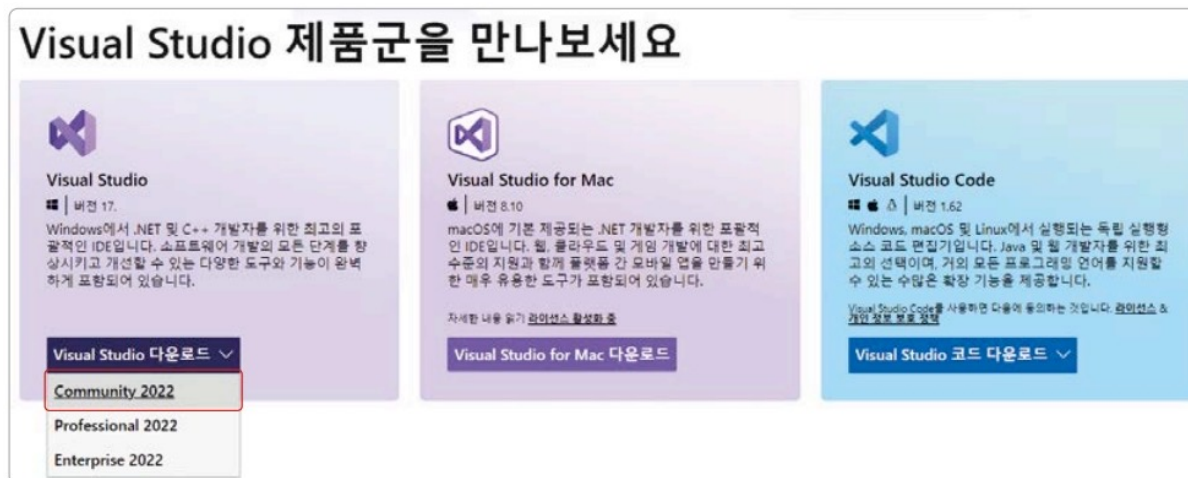 Visual Studio 제품군을 만나보세요
Visual Studio
버전 17.
Windows에서 .NET 및 C++ 개발자를 위한 최고의 포
괄적인 IDE입니다. 소프트웨어 개발의 모든 단계를 향
상시키고 개선할 수 있는 다양한 도구와 기능이 완벽
하게 포함되어 있습니다.
Visual Studio 다운로드
Community 2022
Professional 2022
Enterprise 2022
Visual Studio for Mac
버전 8.10
macOS에 기본 제공되는 .NET 개발자를 위한 포괄적
인 IDE입니다. 웹, 클라우드 및 게임 개발에 대한 최고
수준의 지원과 함께 플랫폼 간 모바일 앱을 만들기 위
한 매우 유용한 도구가 포함되어 있습니다.
자세한 내용 읽기 라이선스 활성화 중
Visual Studio for Mac 다운로드
Visual Studio Code
버전 1.62
Windows, macOS 및 Linux에서 실행되는 독립 실행형
소스 코드 편집기입니다. Java 및 웹 개발자를 위한 최
고의 선택이며, 거의 모든 프로그래밍 언어를 지원할
수 있는 수많은 확장 기능을 제공합니다.
Visual Studio Code를 사용하면 다음에 동의하는 것입니다. 라이선스 &
개인 정보 보호 정책
Visual Studio 코드 다운로드